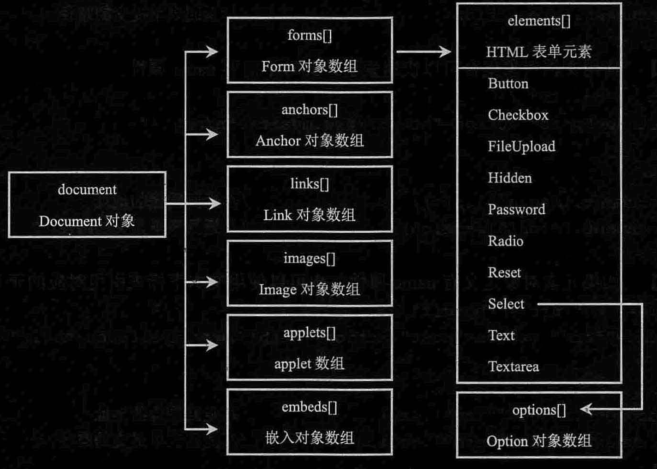 document
Document 对象
forms[]
Form 对象数组
anchors[]
Anchor 对象数组
links[]
Link 对象数组
images[]
Image 对象数组
applets[]
applet 数组
embeds[]
嵌入对象数组
elements[]
HTML 表单元素
Button
Checkbox
FileUpload
Hidden
Password
Radio
Reset
Select
Text
Textarea
options[]
Option 对象数组